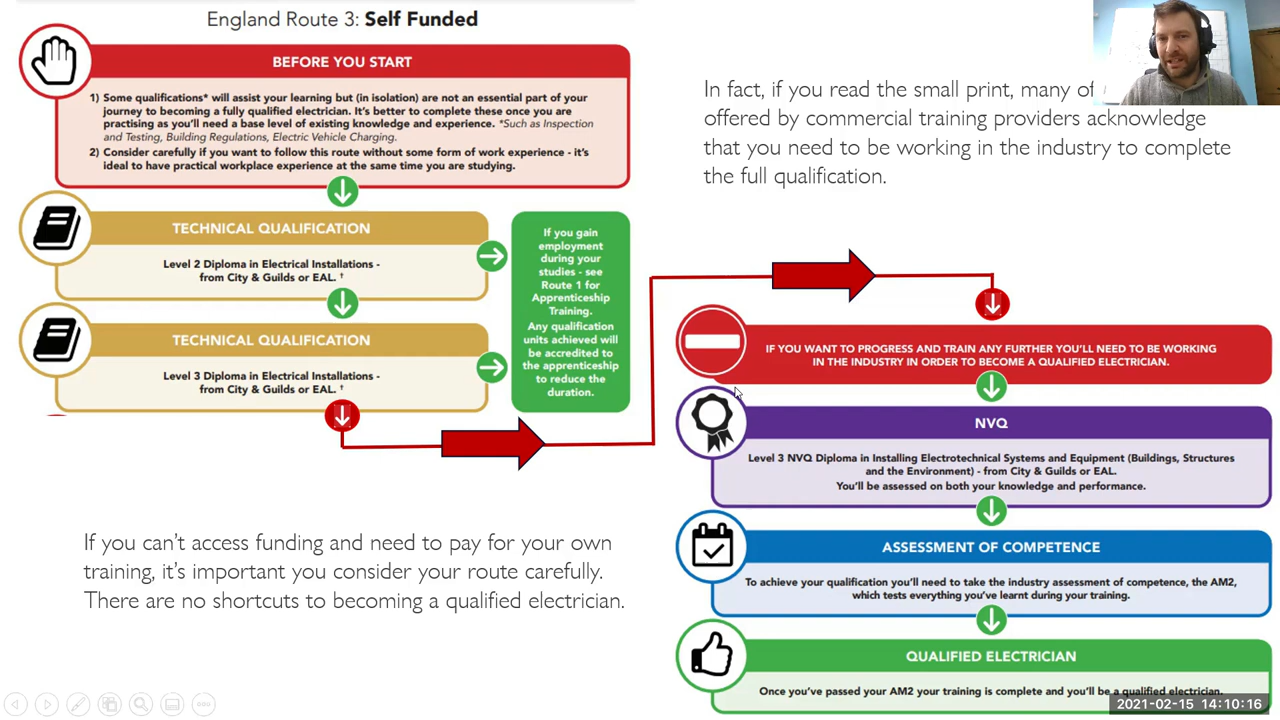 England Route 3: Self Funded
BEFORE YOU START
1) Some qualifications* will assist your learning but (in isolation) are not an essential part of your
journey to becoming a fully qualified electrician. It's better to complete these once you are
practising as you'll need a base level of existing knowledge and experience. *Such as Inspection
and Testing, Building Regulations, Electric Vehicle Charging.
2) Consider carefully if you want to follow this route without some form of work experience - it's
ideal to have practical workplace experience at the same time you are studying.
TECHNICAL QUALIFICATION
Level 2 Diploma in Electrical Installations -
from City & Guilds or EAL. †
TECHNICAL QUALIFICATION
Level 3 Diploma in Electrical Installations -
from City & Guilds or EAL. †
If you gain
employment
during your
studies - see
Route 1 for
Apprenticeship
Training.
Any qualification
units achieved will
be accredited to
the apprenticeship
to reduce the
duration.
If you can't access funding and need to pay for your own
training, it's important you consider your route carefully.
There are no shortcuts to becoming a qualified electrician.
In fact, if you read the small print, many of
offered by commercial training providers acknowledge
that you need to be working in the industry to complete
the full qualification.
IF YOU WANT TO PROGRESS AND TRAIN ANY FURTHER YOU'LL NEED TO BE WORKING
IN THE INDUSTRY IN ORDER TO BECOME A QUALIFIED ELECTRICIAN.
NVQ
Level 3 NVQ Diploma in Installing Electrotechnical Systems and Equipment (Buildings, Structures
and the Environment) - from City & Guilds or EAL.
You'll be assessed on both your knowledge and performance.
ASSESSMENT OF COMPETENCE
To achieve your qualification you'll need to take the industry assessment of competence, the AM2,
which tests everything you've learnt during your training.
QUALIFIED ELECTRICIAN
Once you've passed your AM2 your training is complete and you'll be a qualified electrician.
2021-02-15 14:10:16